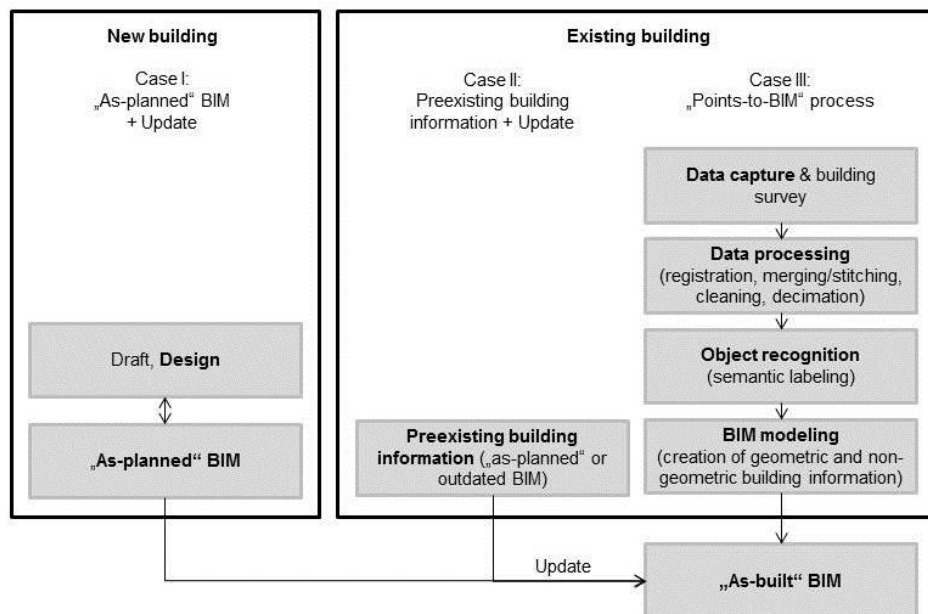 New building
Case I:
„As-planned“ BIM
+ Update
Draft, Design
„As-planned“ BIM
Existing building
Case II:
Preexisting building
information + Update
Preexisting building
information („as-planned“ or
outdated BIM)
Case III:
„Points-to-BIM“ process
Data capture & building
survey
Data processing
(registration, merging/stitching,
cleaning, decimation)
Object recognition
(semantic labeling)
BIM modeling
(creation of geometric and non-
geometric building information)
Update
„As-built“ BIM